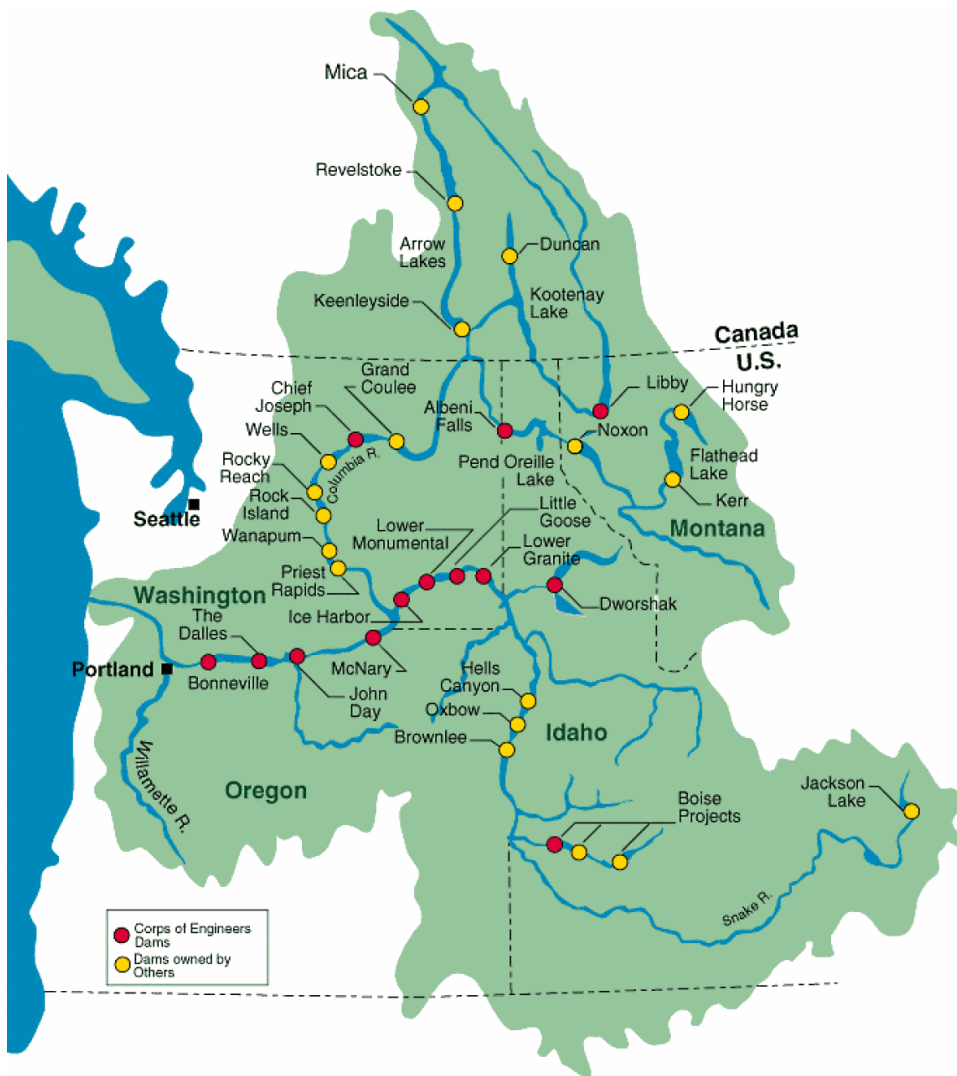 Mica
Revelstoke
Arrow
Lakes
Duncan
Keenleyside
Kootenay
Lake
Canada
U.S.
Grand
Coulee
Chief
Joseph
Albeni
Falls
Libby
Hungry
Horse
Wells
Noxon
Columbia R.
Rocky
Reach
Pend Oreille
Lake
Flathead
Lake
Rock
Island
Kerr
Seattle
Little
Goose
Lower
Monumental
Wanapum
Lower
Granite
Montana
Priest
Rapids
Washington
Ice Harbor
Dworshak
The
Dalles
Portland
Bonneville
McNary
John
Day
Hells
Canyon
Oxbow
Brownlee
Idaho
Willamette R.
Oregon
Boise
Projects
Jackson
Lake
Snake R.
Corps of Engineers
Dams
Dams owned by
Others